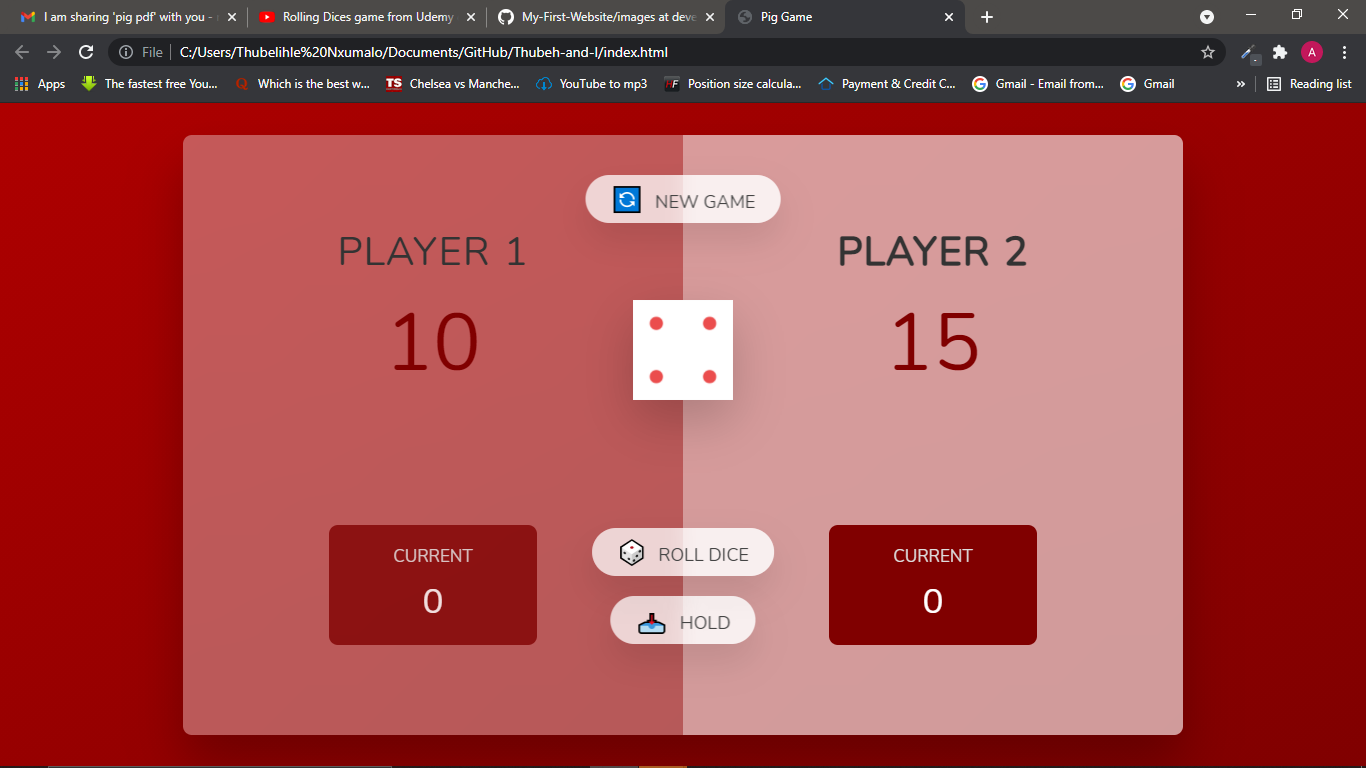 I am sharing 'pig pdf' with you -
Rolling Dices game from Udemy
My-First-Website/images at deve
Pig Game
File
C:/Users/Thubelihle%20Nxumalo/Documents/GitHub/Thubeh-and-I/index.html
A
Apps
The fastest free You...
Which is the best w...
TS
Chelsea vs Manche...
YouTube to mp3
Position size calcula...
Payment & Credit C...
Gmail - Email from...
Gmail
»
Reading list
NEW GAME
PLAYER 1
PLAYER 2
10
15
CURRENT
0
ROLL DICE
HOLD
CURRENT
0